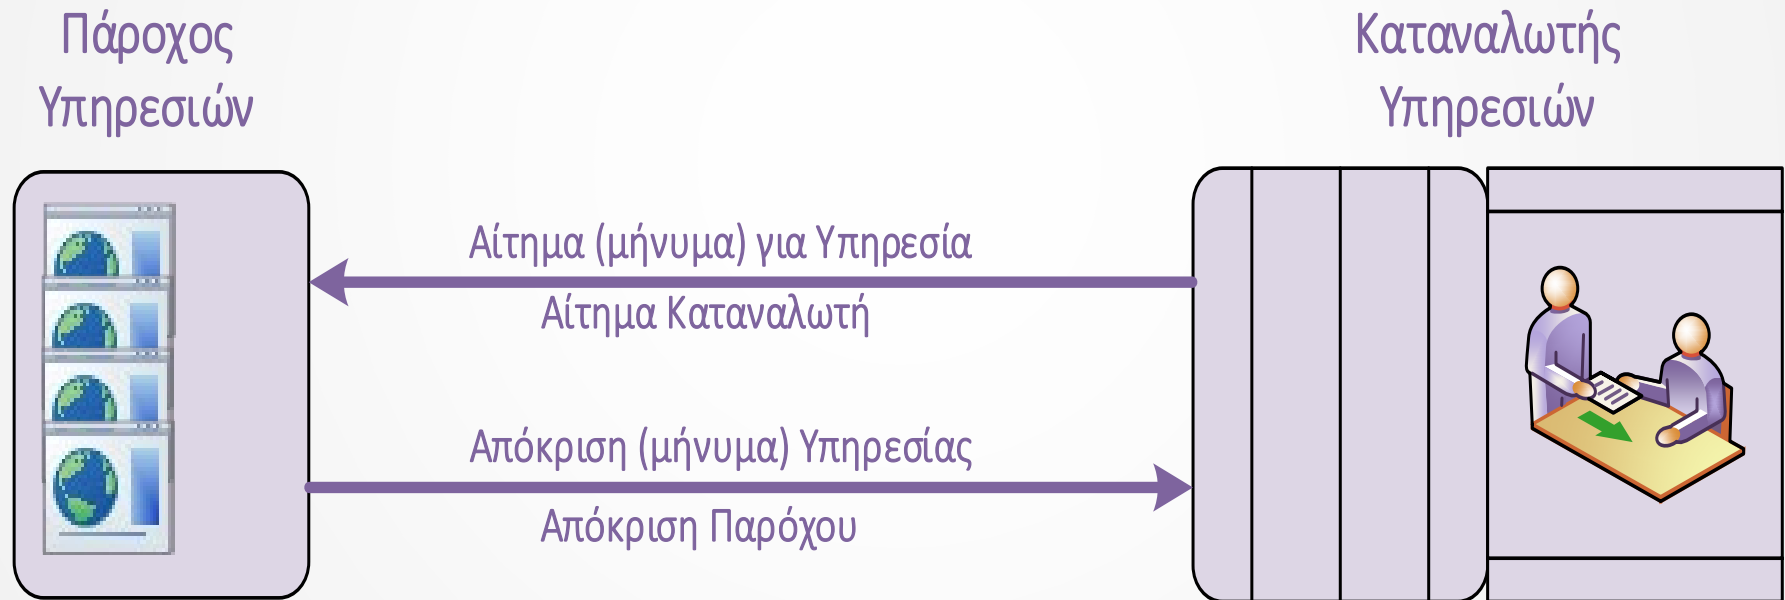 Πάροχος
Υπηρεσιών
Καταναλωτής
Υπηρεσιών
Αίτημα (μήνυμα) για Υπηρεσία
Αίτημα Καταναλωτή
Απόκριση (μήνυμα) Υπηρεσίας
Απόκριση Παρόχου